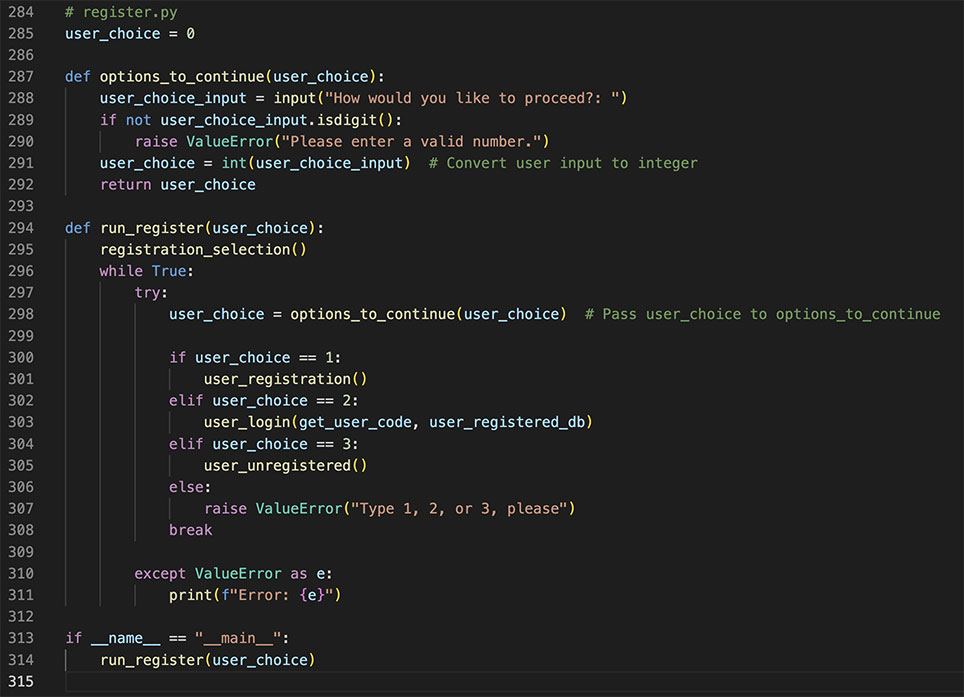 284 # register.py
285 user_choice = 0
286
287 def options_to_continue(user_choice):
288     user_choice_input = input("How would you like to proceed?: ")
289     if not user_choice_input.isdigit():
290         raise ValueError("Please enter a valid number.")
291     user_choice = int(user_choice_input)  # Convert user input to integer
292     return user_choice
293
294 def run_register(user_choice):
295     registration_selection()
296     while True:
297         try:
298             user_choice = options_to_continue(user_choice)  # Pass user_choice to options_to_continue
299
300             if user_choice == 1:
301                 user_registration()
302             elif user_choice == 2:
303                 user_login(get_user_code, user_registered_db)
304             elif user_choice == 3:
305                 user_unregistered()
306             else:
307                 raise ValueError("Type 1, 2, or 3, please")
308             break
309
310         except ValueError as e:
311             print(f"Error: {e}")
312
313 if __name__ == "__main__":
314     run_register(user_choice)
315